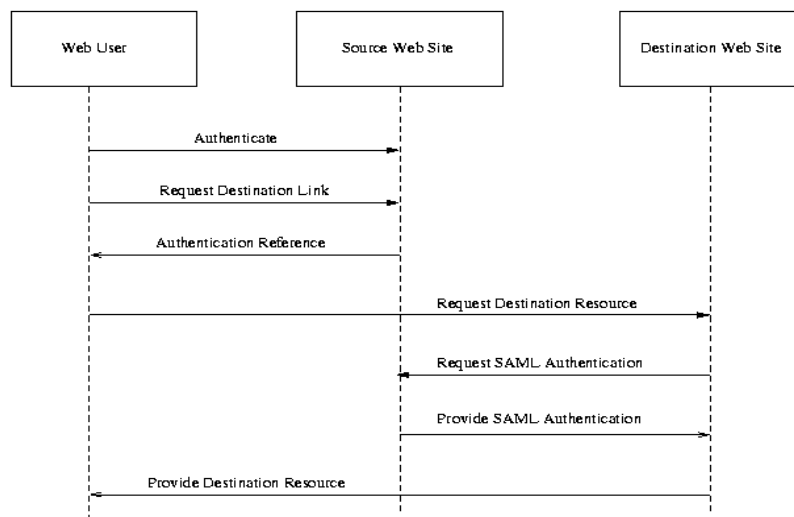 Web User
Source Web Site
Destination Web Site
Authenticate
Request Destination Link
Authentication Reference
Request Destination Resource
Request SAML Authentication
Provide SAML Authentication
Provide Destination Resource